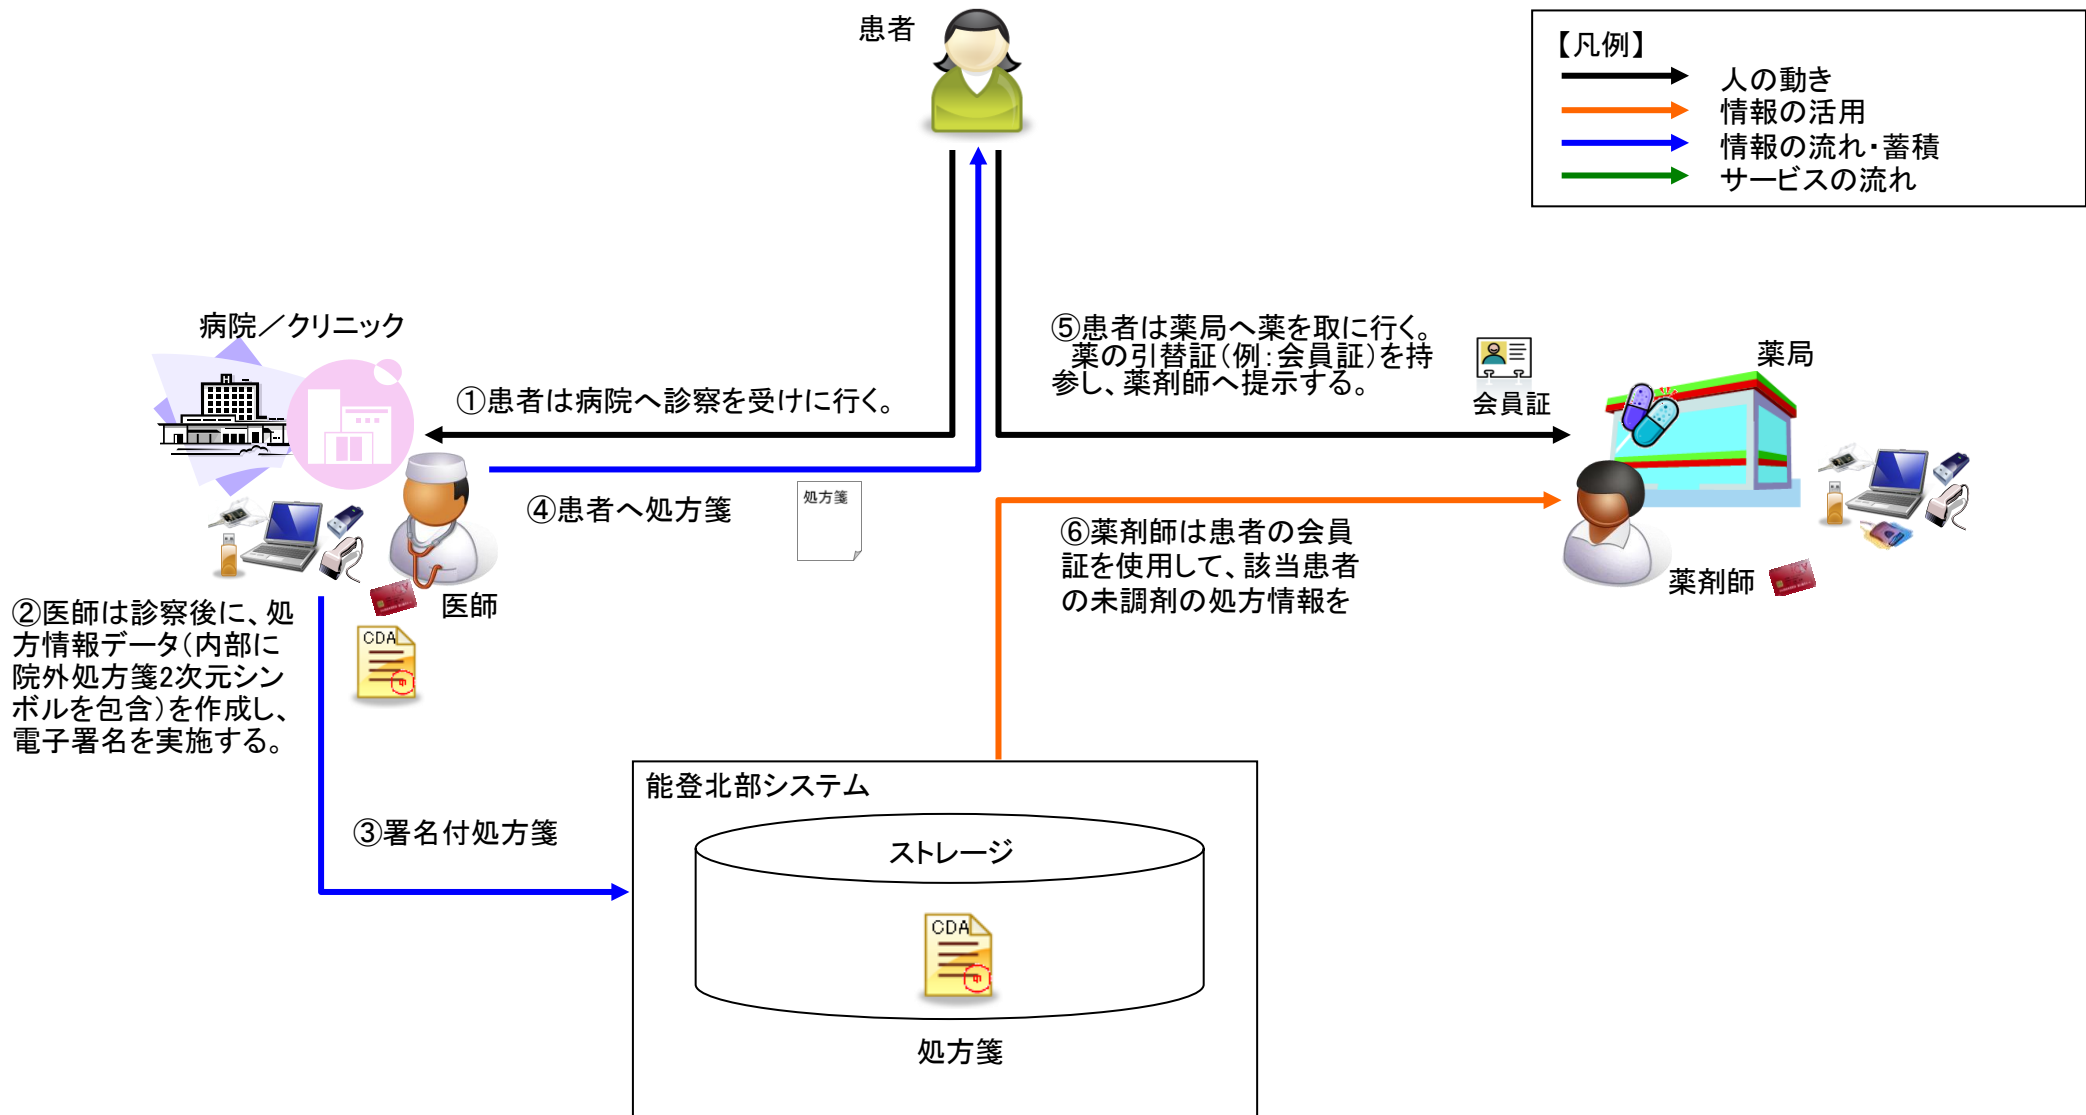 患者
【凡例】
人の動き
情報の活用
情報の流れ・蓄積
サービスの流れ
病院／クリニック
①患者は病院へ診察を受けに行く。
⑤患者は薬局へ薬を取に行く。
薬の引替証(例：会員証)を持
参し、薬剤師へ提示する。
会員証
薬局
④患者へ処方箋
処方箋
⑥薬剤師は患者の会員
証を使用して、該当患者
の未調剤の処方情報を
薬剤師
医師
②医師は診察後に、処
方情報データ(内部に
院外処方箋2次元シン
ボルを包含)を作成し、
電子署名を実施する。
CDA
③署名付処方箋
能登北部システム
ストレージ
CDA
処方箋